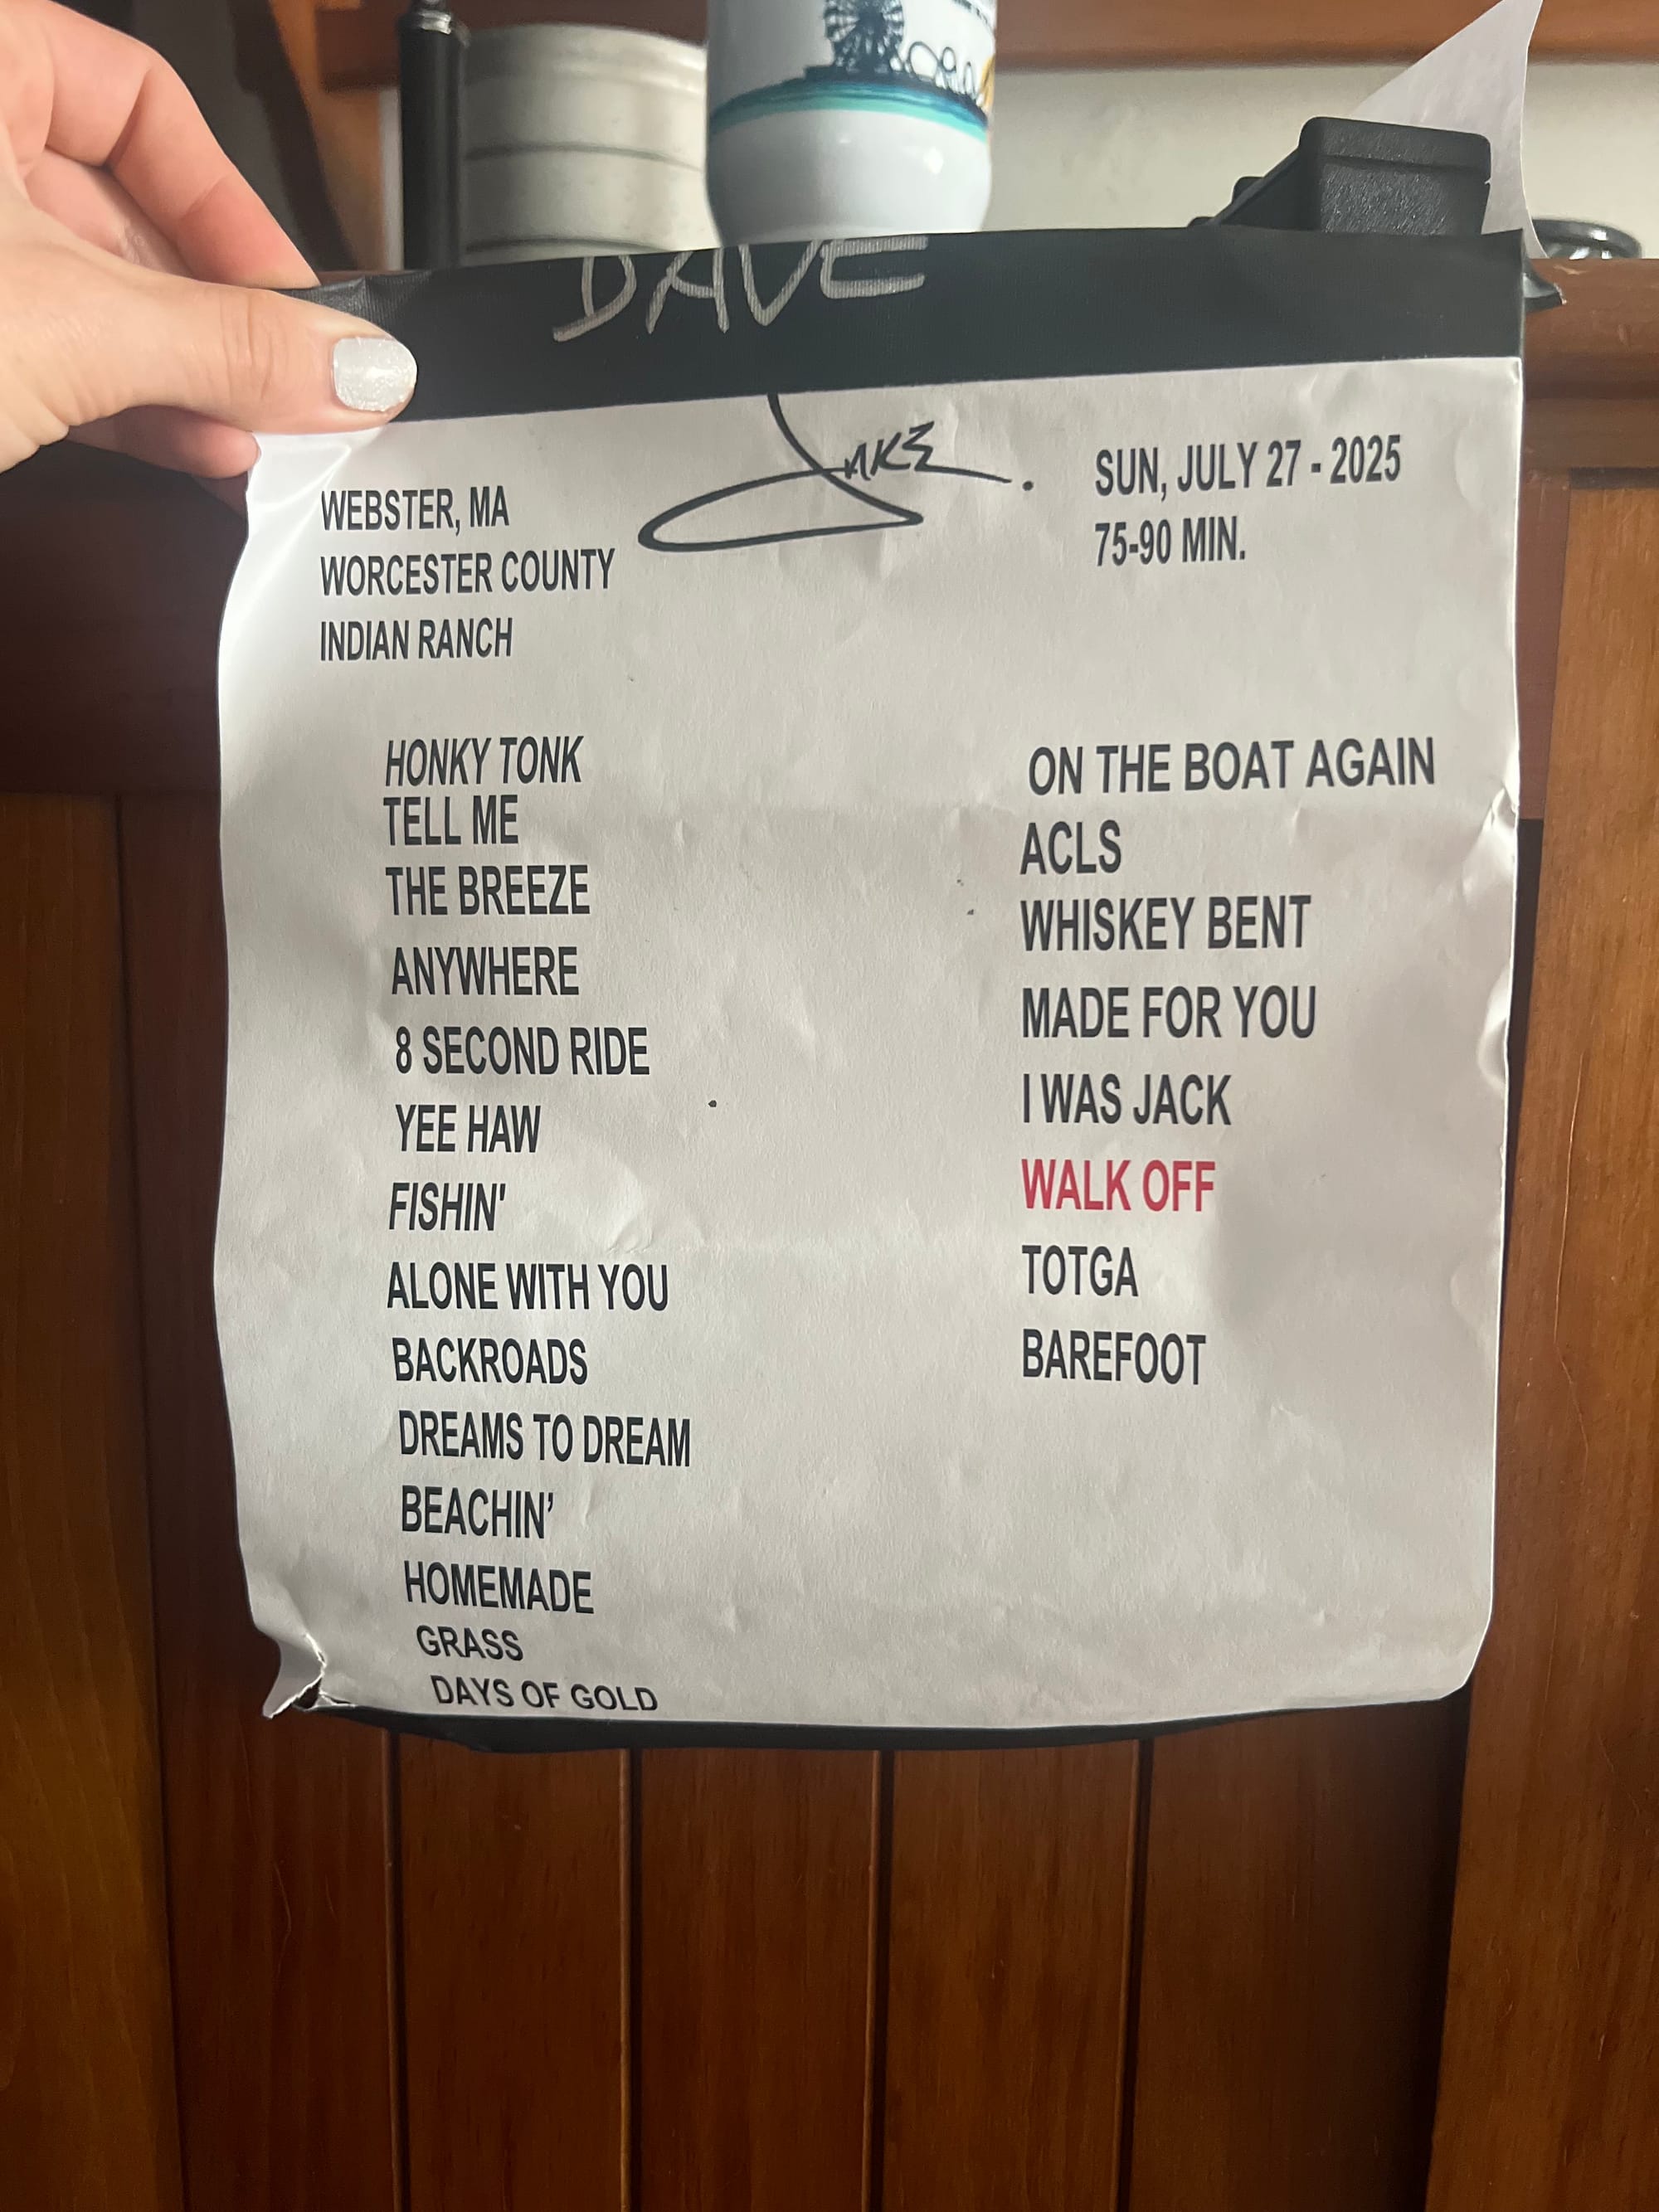 DAVE
JAKE.
WEBSTER, MA
WORCESTER COUNTY
INDIAN RANCH
SUN, JULY 27 - 2025
75-90 MIN.
HONKY TONK
TELL ME
THE BREEZE
ANYWHERE
8 SECOND RIDE
YEE HAW
FISHIN'
ALONE WITH YOU
BACKROADS
DREAMS TO DREAM
BEACHIN’
HOMEMADE
GRASS
DAYS OF GOLD
ON THE BOAT AGAIN
ACLS
WHISKEY BENT
MADE FOR YOU
I WAS JACK
WALK OFF
TOTGA
BAREFOOT